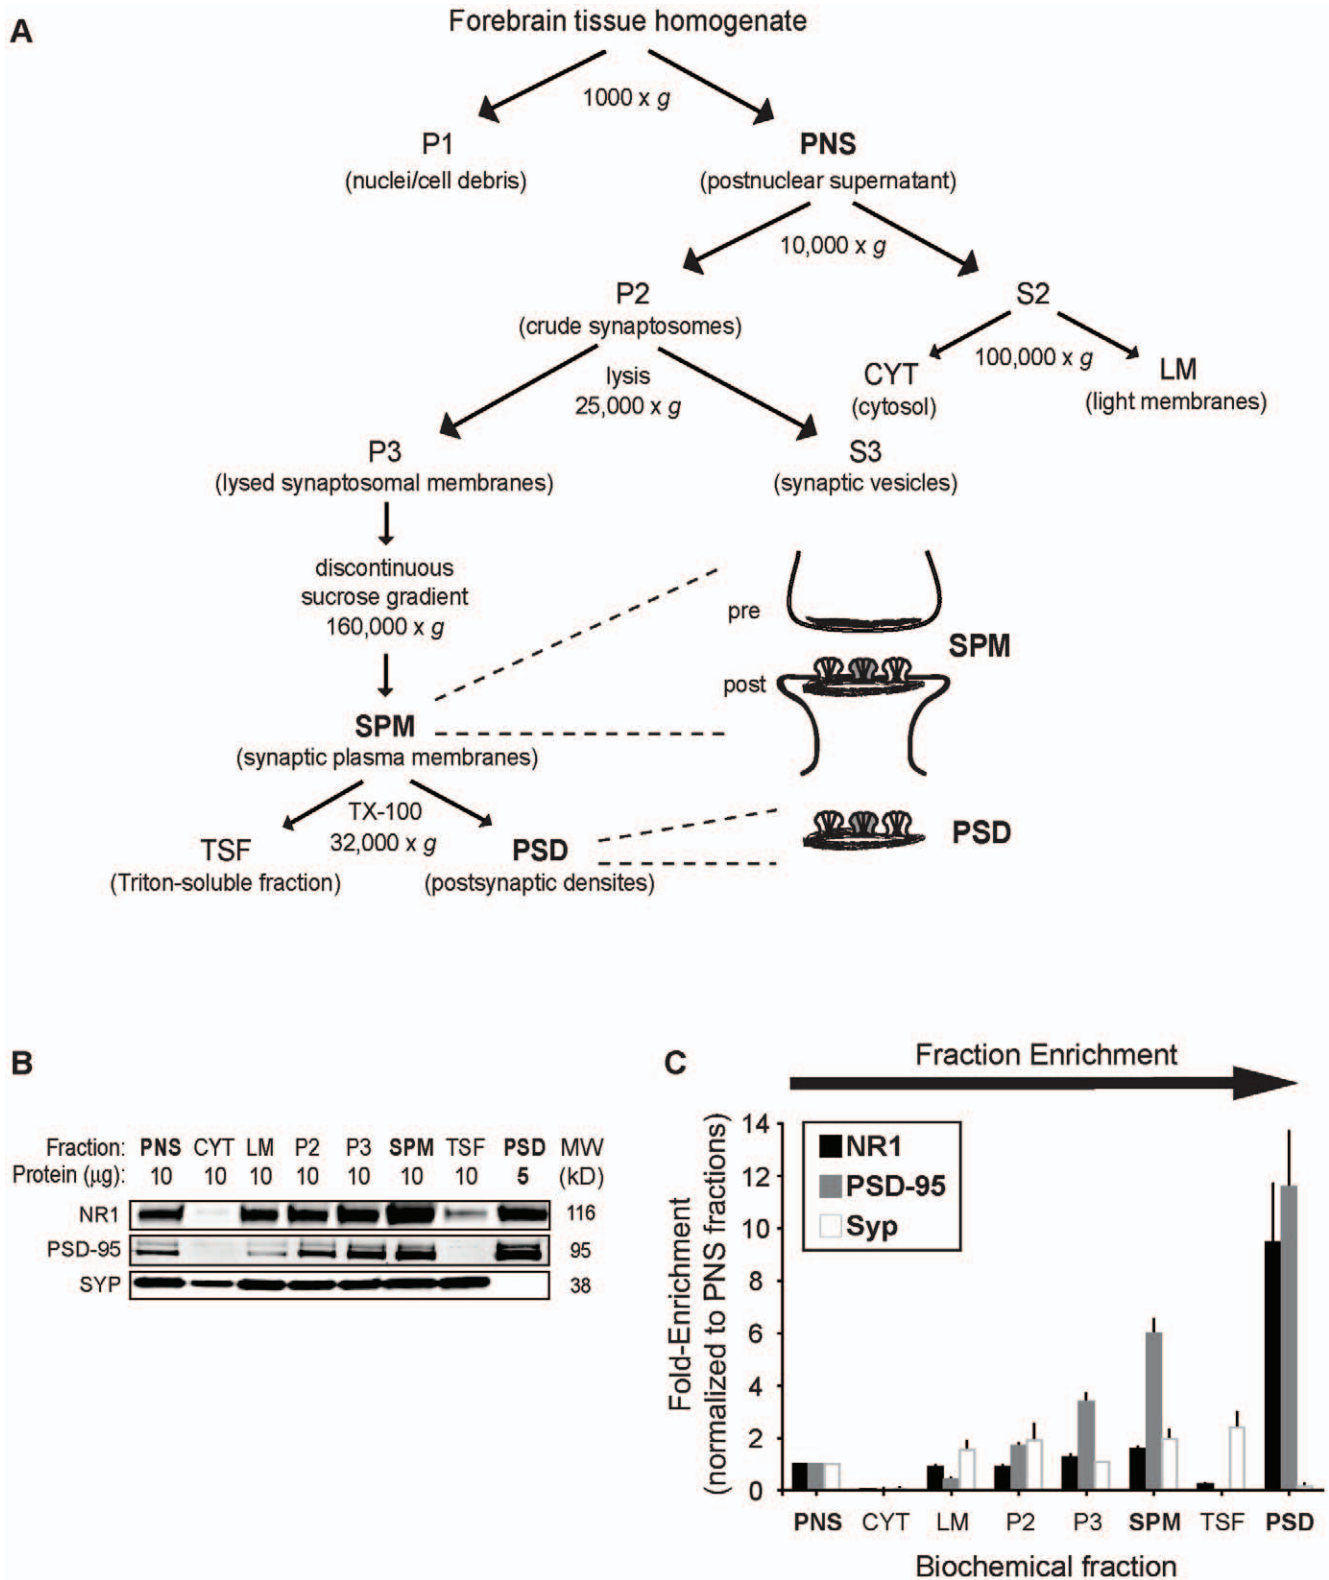 A
Forebrain tissue homogenate
1000 x g
P1
(nuclei/cell debris)
PNS
(postnuclear supernatant)
10,000 x g
P2
(crude synaptosomes)
S2
lysis
25,000 x g
100,000 x g
CYT
(cytosol)
LM
(light membranes)
P3
(lysed synaptosomal membranes)
S3
(synaptic vesicles)
discontinous
sucrose gradient
160,000 x g
pre
SPM
post
SPM
(synaptic plasma membranes)
TX-100
32,000 x g
TSF
(Triton-soluble fraction)
PSD
(postsynaptic densites)
PSD
B
Fraction: PNS CYT LM P2 P3 SPM TSF PSD MW
Protein (µg): 10 10 10 10 10 10 10 5 (kD)
NR1 116
PSD-95 95
SYP 38
C
Fraction Enrichment
Fold-Enrichment
(normalized to PNS fractions)
14
12
10
8
6
4
2
0
NR1
PSD-95
Syp
PNS CYT LM P2 P3 SPM TSF PSD
Biochemical fraction